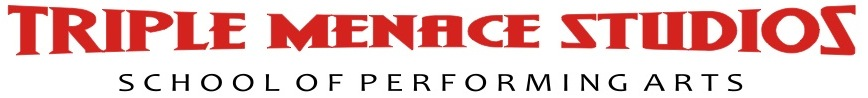 TRIPLE MENACE STUDIOS
SCHOOL OF PERFORMING ARTS